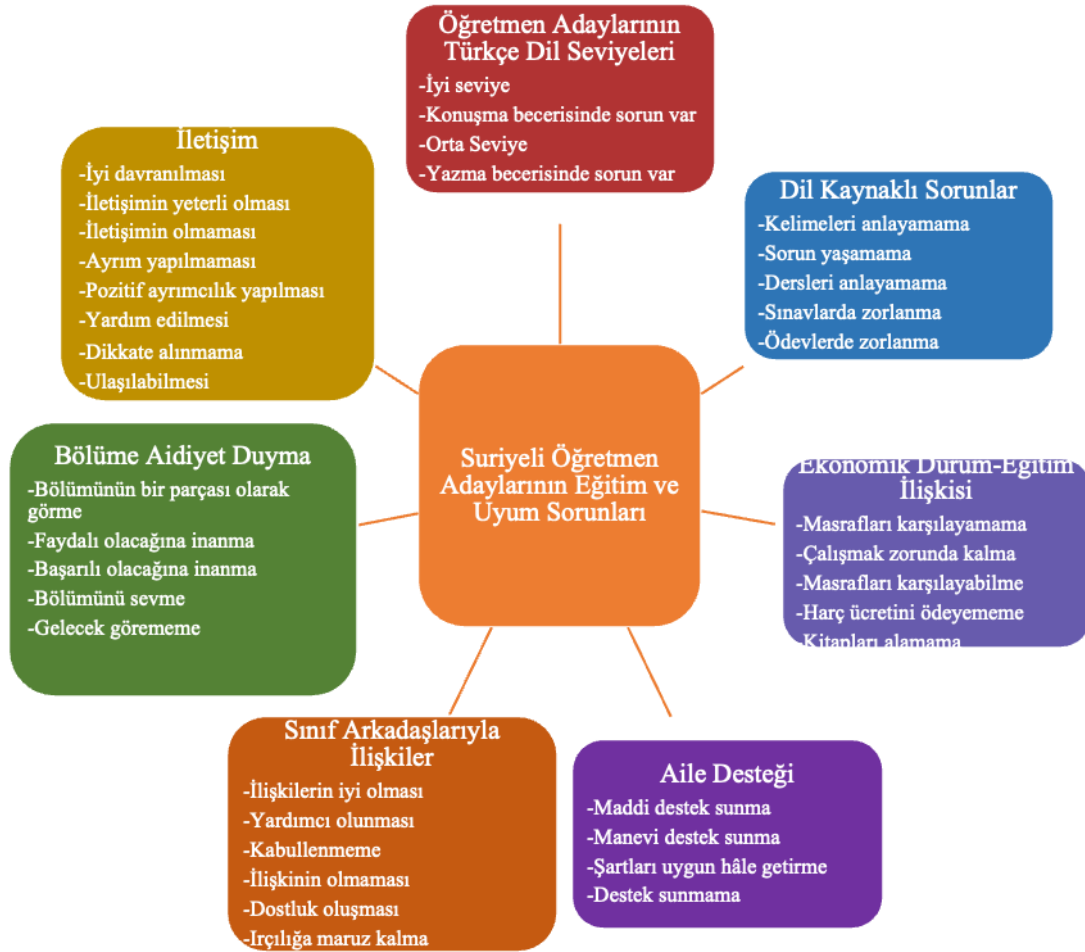 Öğretmen Adaylarının
Türkçe Dil Seviyeleri
-İyi seviye
-Konuşma becerisinde sorun var
-Orta Seviye
-Yazma becerisinde sorun var
İletişim
-İyi davranılması
-İletişimin yeterli olması
-İletişimin olmaması
-Ayrım yapılmaması
-Pozitif ayrımcılık yapılması
-Yardım edilmesi
-Dikkate alınmama
-Ulaşılabilmesi
Dil Kaynaklı Sorunlar
-Kelimeleri anlayamama
-Sorun yaşamama
-Dersleri anlayamama
-Sınavlarda zorlanma
-Ödevlerde zorlanma
Suriyeli Öğretmen
Adaylarının Eğitim ve
Uyum Sorunları
Bölüme Aidiyet Duyma
-Bölümünün bir parçası olarak
görme
-Faydalı olacağına inanma
-Başarılı olacağına inanma
-Bölümünü sevme
-Gelecek görememe
Ekonomik Durum-Eğitim
İlişkisi
-Masrafları karşılayamama
-Çalışmak zorunda kalma
-Masrafları karşılayabilme
-Harç ücretini ödeyememe
-Kitapları alamama
Sınıf Arkadaşlarıyla
İlişkiler
-İlişkilerin iyi olması
-Yardımcı olunması
-Kabullenmeme
-İlişkinin olmaması
-Dostluk oluşması
-Irçılığa maruz kalma
Aile Desteği
-Maddi destek sunma
-Manevi destek sunma
-Şartları uygun hâle getirme
-Destek sunmama